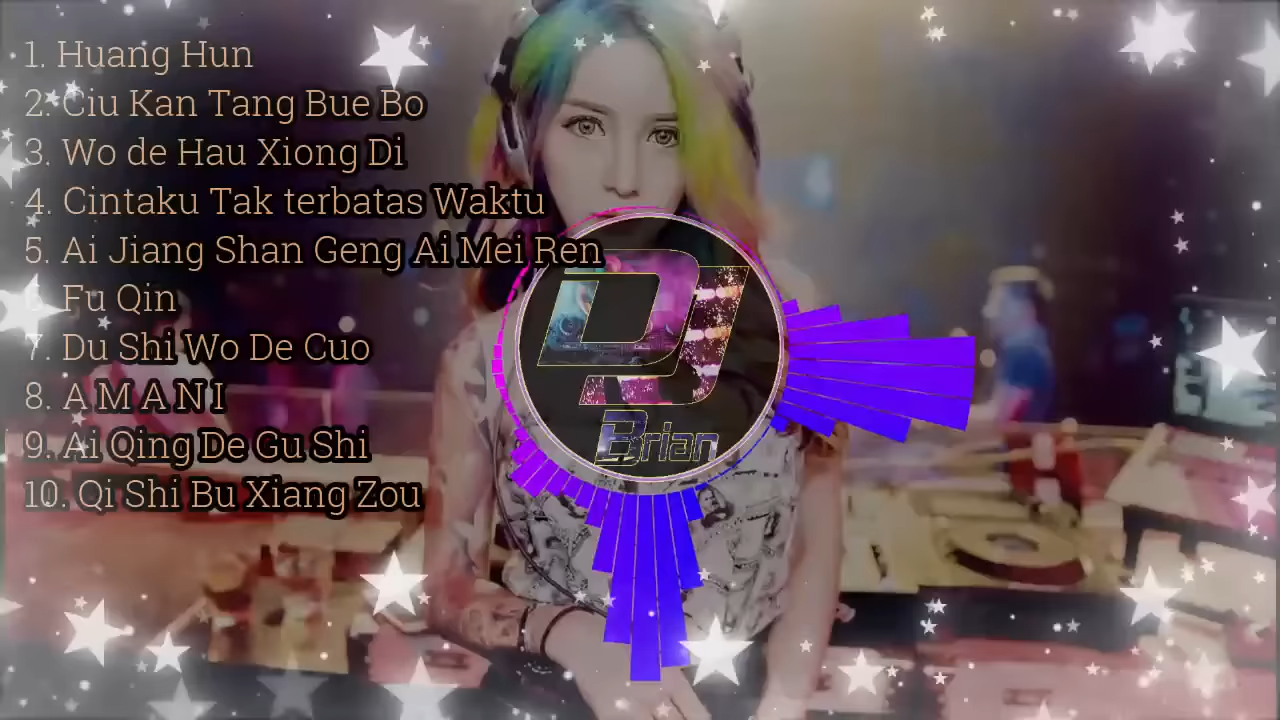 1. Huang Hun
2. Ciu Kan Tang Bue Bo
3. Wo de Hau Xiong Di
4. Cintaku Tak terbatas Waktu
5. Ai Jiang Shan Geng Ai Mei Ren
6. Fu Qin
7. Du Shi Wo De Cuo
8. A M A N I
9. Ai Qing De Gu Shi
10. Qi Shi Bu Xiang Zou
DJ
Brian